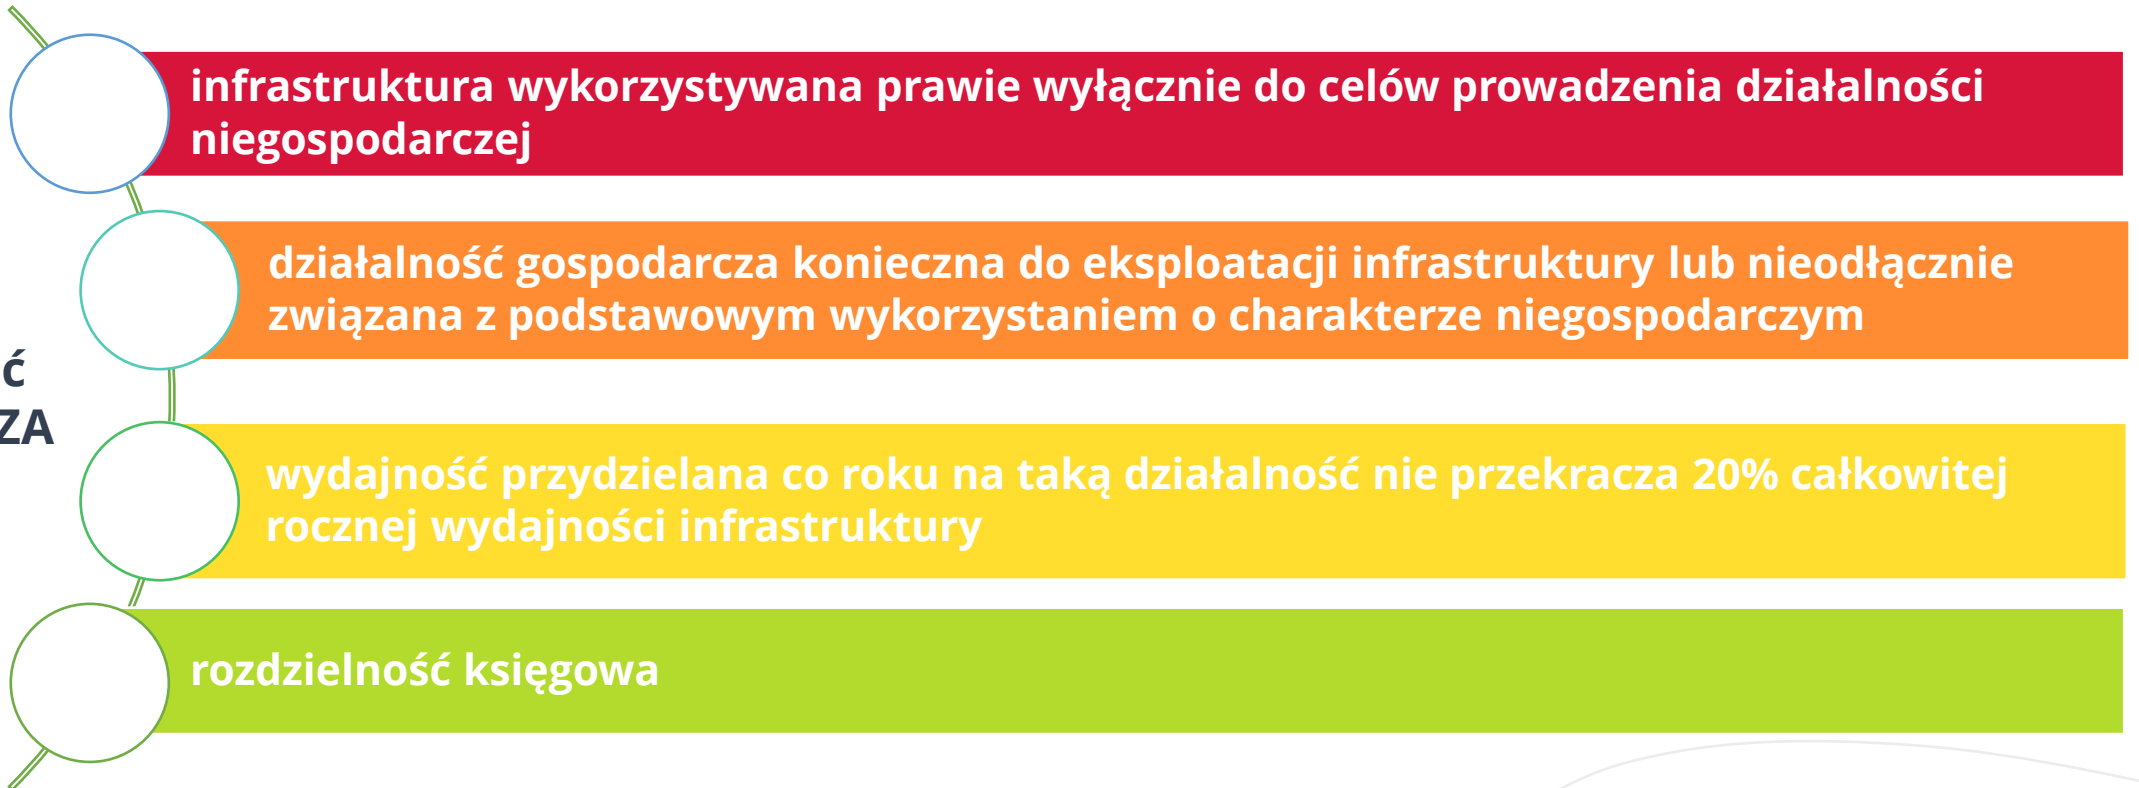 infrastruktura wykorzystywana prawie wyłącznie do celów prowadzenia działalności
niegospodarczej
działalność gospodarcza konieczna do eksploatacji infrastruktury lub nieodłącznie
związana z podstawowym wykorzystaniem o charakterze niegospodarczym
ć
ZA
wydajność przydzielana co roku na taką działalność nie przekracza 20% całkowitej
rocznej wydajności infrastruktury
rozdzielność księgowa